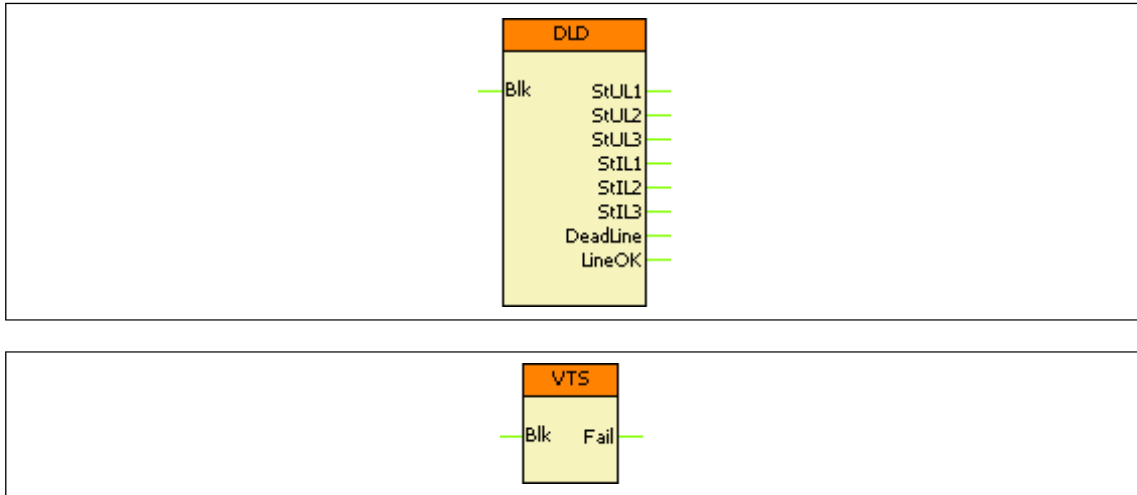 DLD
Blk StUL1
StUL2
StUL3
StIL1
StIL2
StIL3
DeadLine
LineOK
VTS
Blk Fail